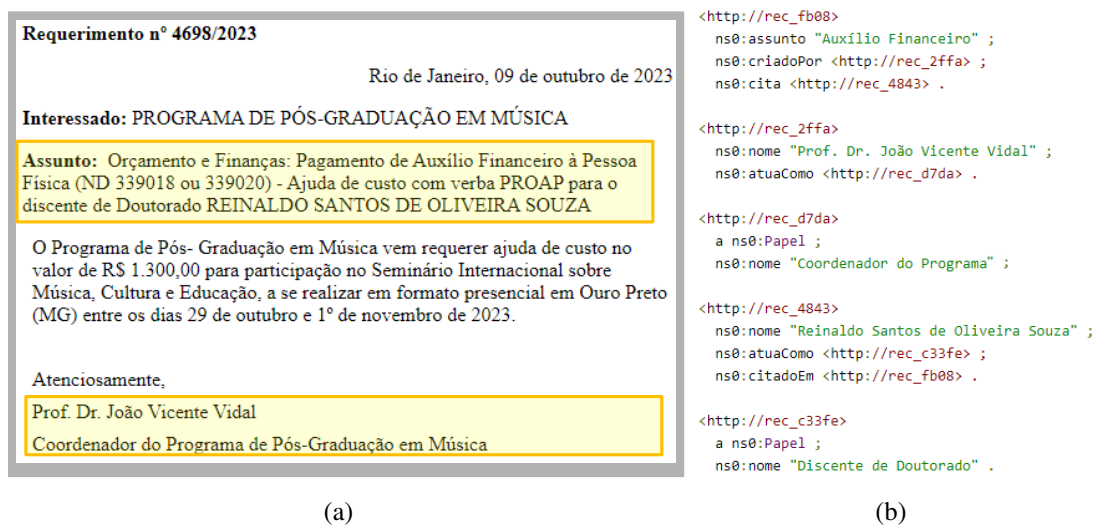 Requerimento nº 4698/2023
Rio de Janeiro, 09 de outubro de 2023
Interessado: PROGRAMA DE PÓS-GRADUAÇÃO EM MÚSICA
Assunto: Orçamento e Finanças: Pagamento de Auxílio Financeiro à Pessoa
Física (ND 339018 ou 339020) - Ajuda de custo com verba PROAP para o
discente de Doutorado REINALDO SANTOS DE OLIVEIRA SOUZA
O Programa de Pós- Graduação em Música vem requerer ajuda de custo no
valor de R$ 1.300,00 para participação no Seminário Internacional sobre
Música, Cultura e Educação, a se realizar em formato presencial em Ouro Preto
(MG) entre os dias 29 de outubro e 1º de novembro de 2023.
Atenciosamente,
Prof. Dr. João Vicente Vidal
Coordenador do Programa de Pós-Graduação em Música
(a)
<http://rec_fb08>
ns0:assunto "Auxílio Financeiro" ;
ns0:criadoPor <http://rec_2ffa> ;
ns0:cita <http://rec_4843> .
<http://rec_2ffa>
ns0:nome "Prof. Dr. João Vicente Vidal" ;
ns0:atuaComo <http://rec_d7da> .
<http://rec_d7da>
a ns0:Papel ;
ns0:nome "Coordenador do Programa" ;
<http://rec_4843>
ns0:nome "Reinaldo Santos de Oliveira Souza" ;
ns0:atuaComo <http://rec_c33fe> ;
ns0:citadoEm <http://rec_fb08> .
<http://rec_c33fe>
a ns0:Papel ;
ns0:nome "Discente de Doutorado" .
(b)